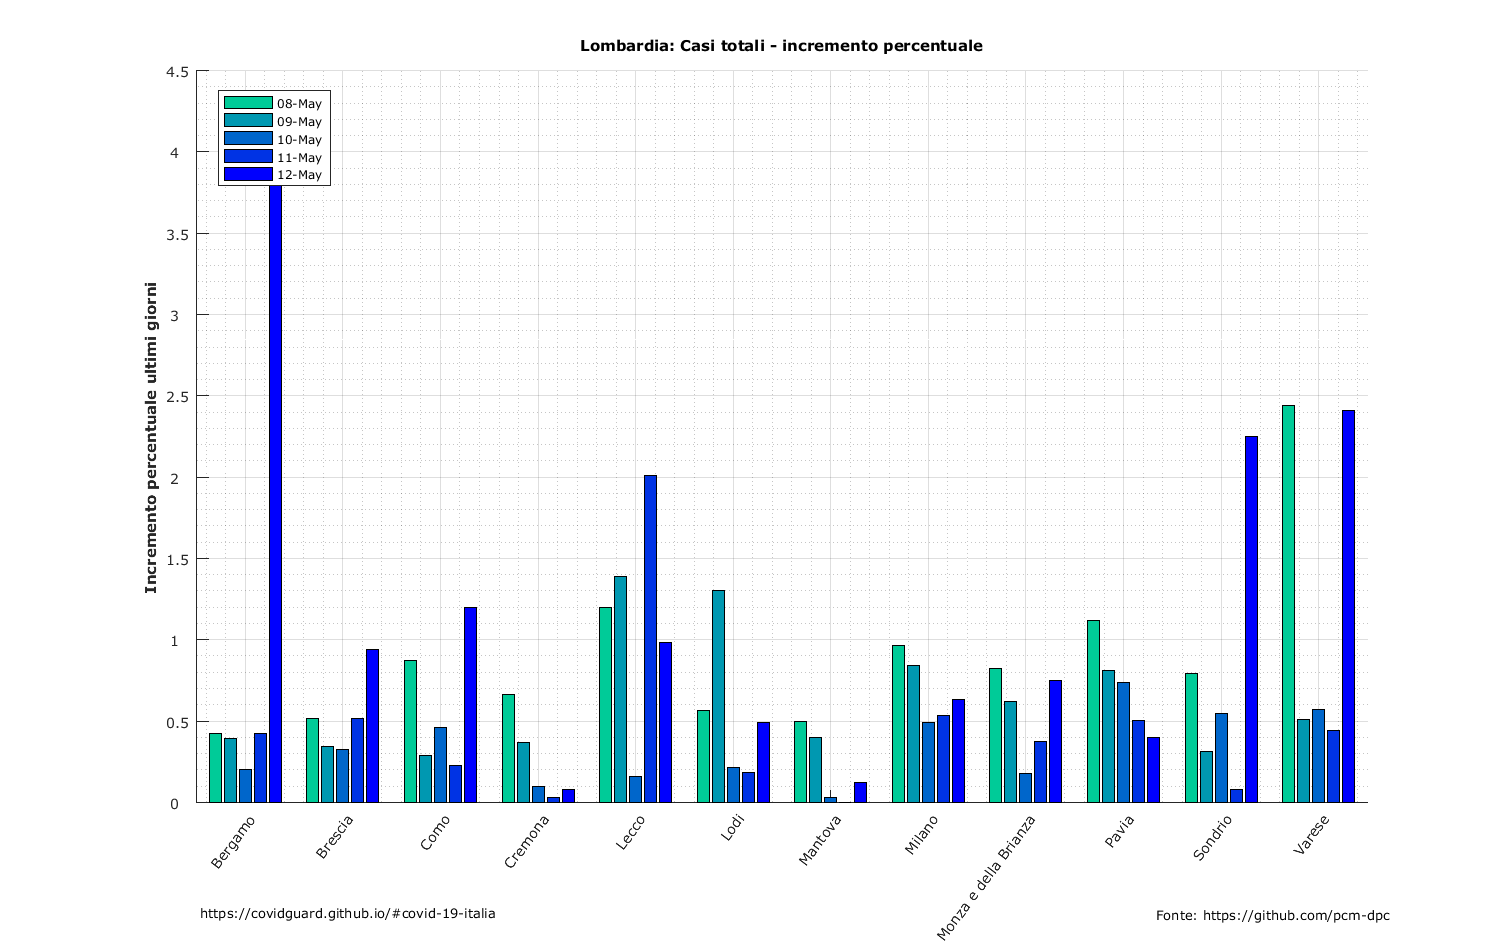 Lombardia: Casi totali - incremento percentuale
Incremento percentuale ultimi giorni
4.5
4
3.5
3
2.5
2
1.5
1
0.5
0
08-May
09-May
10-May
11-May
12-May
Bergamo
Brescia
Como
Cremona
Lecco
Lodi
Mantova
Milano
Monza e della Brianza
Pavia
Sondrio
Varese
https://covidguard.github.io/#covid-19-italia
Fonte: https://github.com/pcm-dpc